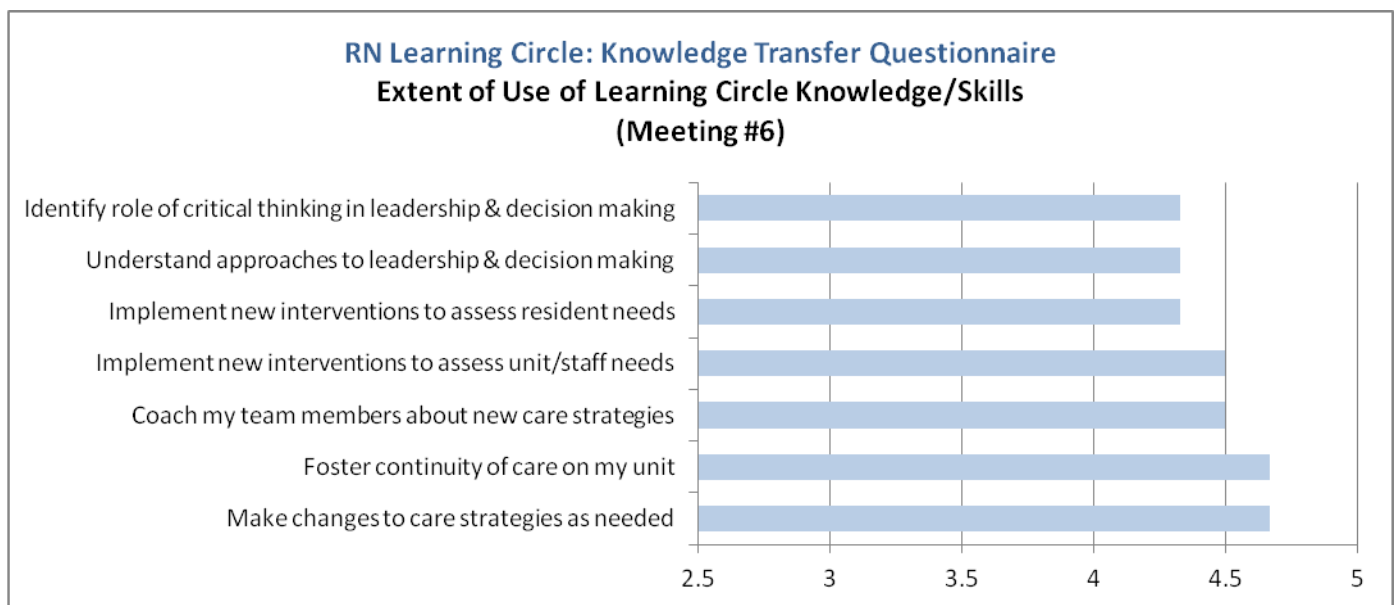 RN Learning Circle: Knowledge Transfer Questionnaire
Extent of Use of Learning Circle Knowledge/Skills
(Meeting #6)
Identify role of critical thinking in leadership & decision making
Understand approaches to leadership & decision making
Implement new interventions to assess resident needs
Implement new interventions to assess unit/staff needs
Coach my team members about new care strategies
Foster continuity of care on my unit
Make changes to care strategies as needed
2.5 3 3.5 4 4.5 5